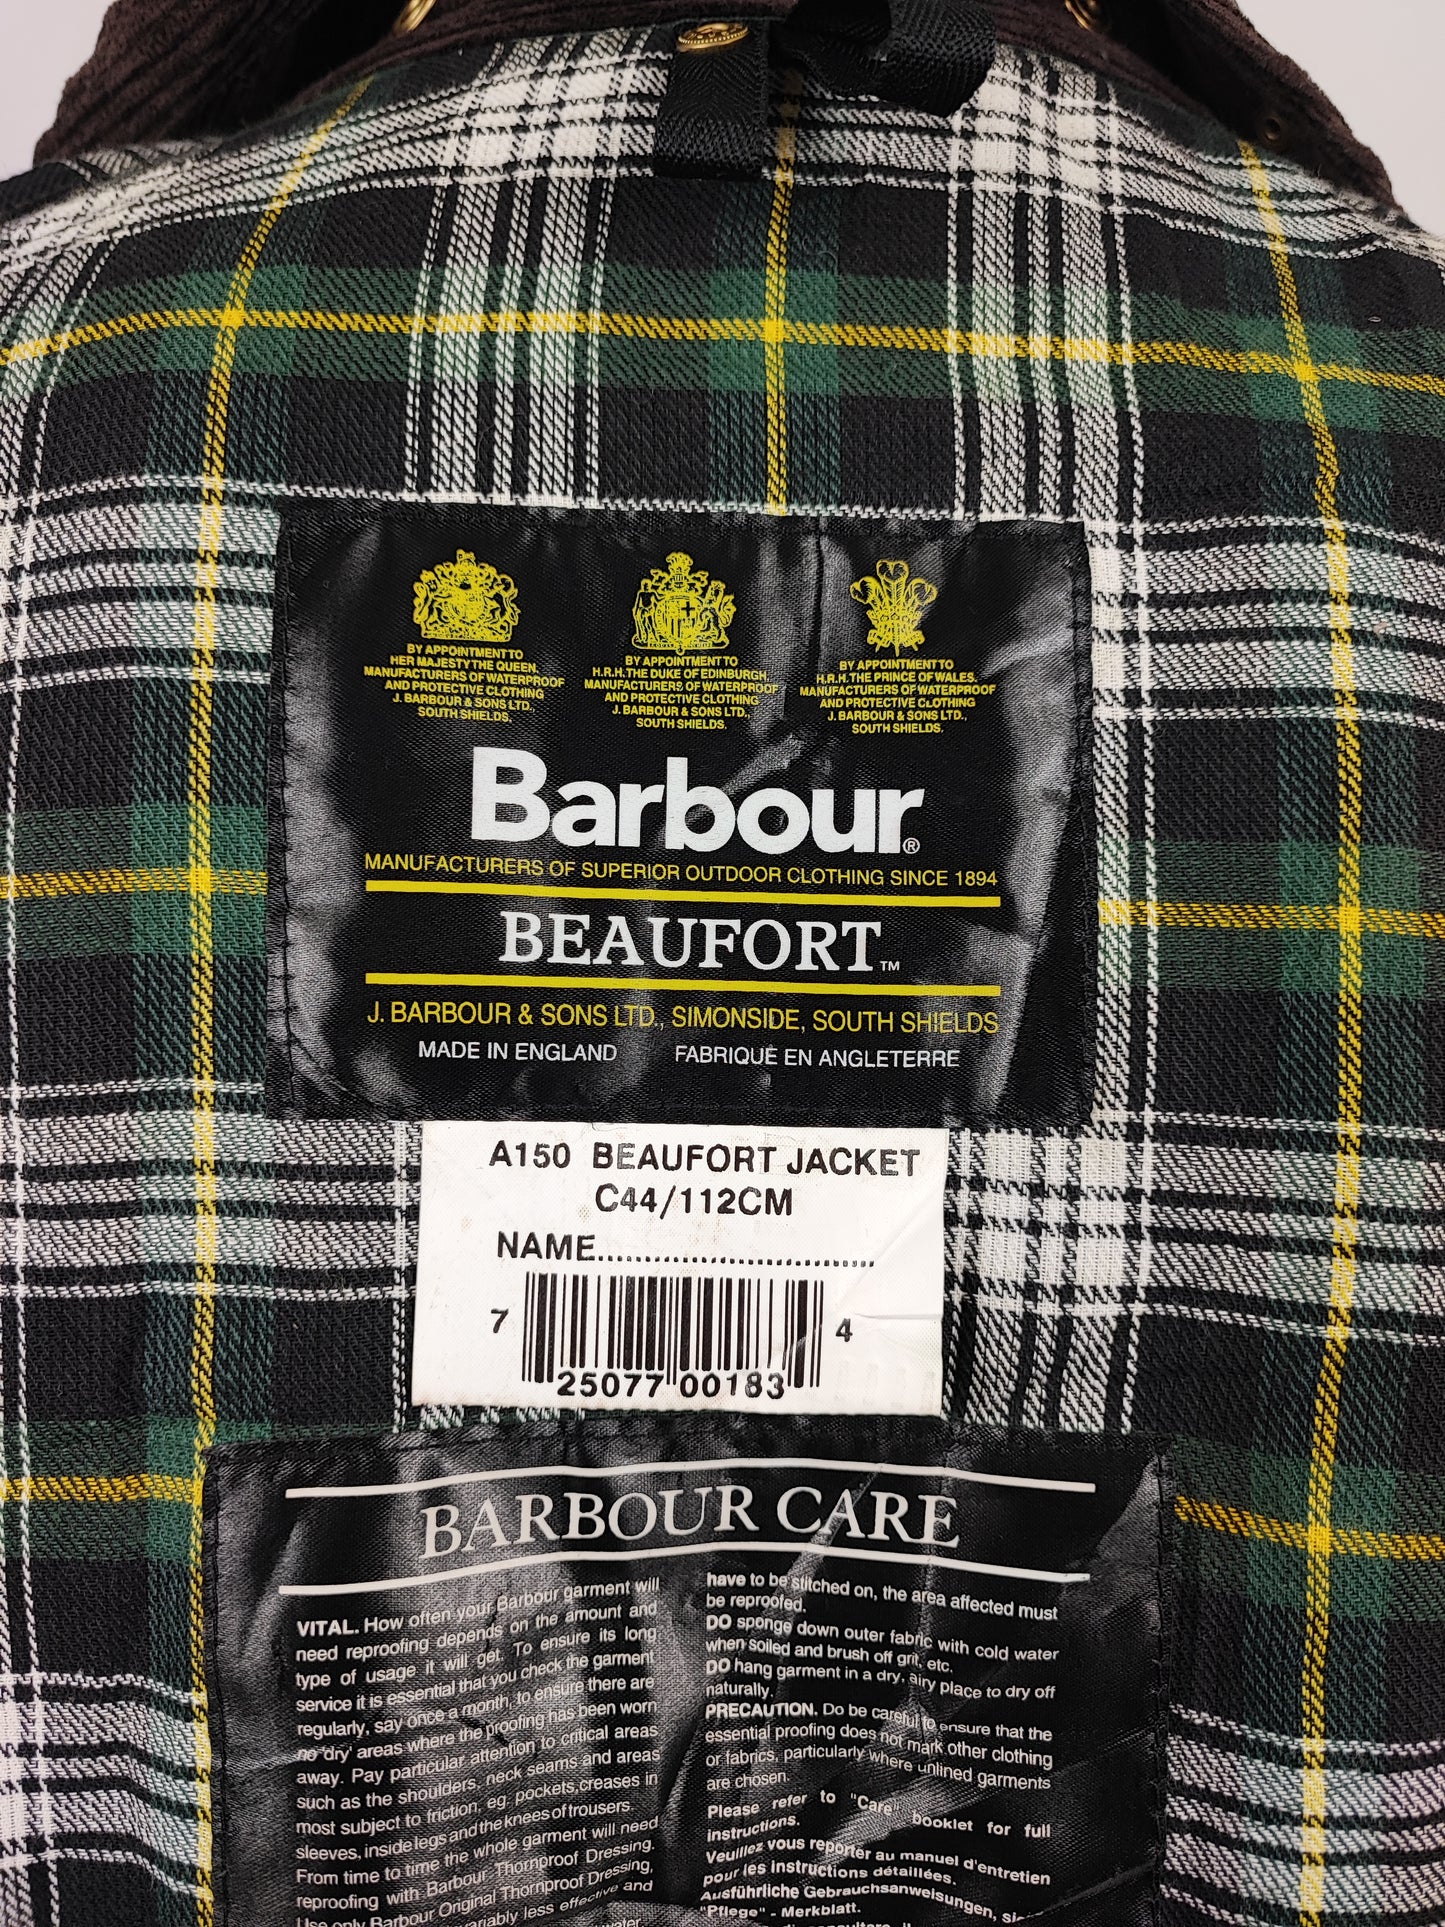 BY APPOINTMENT TO
HER MAJESTY THE QUEEN.
MANUFACTURERS OF WATERPROOF
AND PROTECTIVE CLOTHING
J. BARBOUR & SONS LTD.,
SOUTH SHIELDS.
BY APPOINTMENT TO
H.R.H. THE DUKE OF EDINBURGH.
MANUFACTURERS OF WATERPROOF
AND PROTECTIVE CLOTHING
J. BARBOUR & SONS LTD.,
SOUTH SHIELDS.
BY APPOINTMENT TO
H.R.H. THE PRINCE OF WALES.
MANUFACTURERS OF WATERPROOF
AND PROTECTIVE CLOTHING
J. BARBOUR & SONS LTD.,
SOUTH SHIELDS.
Barbour®
MANUFACTURERS OF SUPERIOR OUTDOOR CLOTHING SINCE 1894
BEAUFORT™
J. BARBOUR & SONS LTD., SIMONSIDE, SOUTH SHIELDS
MADE IN ENGLAND FABRIQUE EN ANGLETERRE
A150 BEAUFORT JACKET
C44/112CM
NAME..............................
7 25077 00183 4
BARBOUR CARE
VITAL. How often your Barbour garment will
need reproofing depends on the amount and
type of usage it will get. To ensure its long
service it is essential that you check the garment
regularly, say once a month, to ensure there are
no 'dry' areas where the proofing has been worn
away. Pay particular attention to critical areas
such as the shoulders, neck seams and areas
most subject to friction, eg. pockets, creases in
sleeves, inside legs and the knees of trousers.
From time to time the whole garment will need
reproofing with Barbour Thornproof Dressing.
Use only Barbour Original Thornproof Dressing,
variably less effective and
water
have to be stitched on, the area affected must
be reproofed.
DO sponge down outer fabric with cold water
when soiled and brush off grit, etc.
DO hang garment in a dry, airy place to dry off
naturally.
PRECAUTION. Do be careful to ensure that the
essential proofing does not mark other clothing
or fabrics, particularly where unlined garments
are chosen.
Please refer to "Care" booklet for full
instructions.
Veuillez vous reporter au manuel d'entretien
pour les instructions détaillées.
Ausführliche Gebrauchsanweisungen,
"Pflege" - Merkblatt.